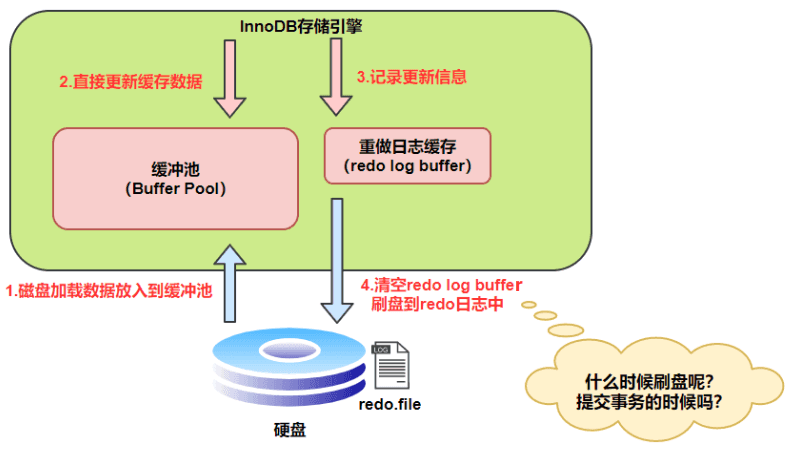 InnoDB存储引擎
2.直接更新缓存数据
3.记录更新信息
缓冲池
（Buffer Pool）
重做日志缓存
（redo log buffer）
1.磁盘加载数据放入到缓冲池
4.清空redo log buffer
刷盘到redo日志中
LOG
redo.file
硬盘
什么时候刷盘呢？
提交事务的时候吗？